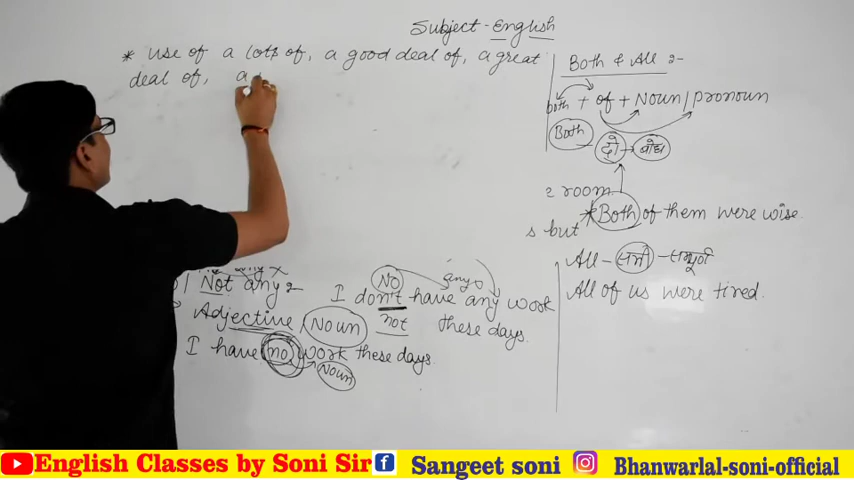 Subject - English
* use of a lots of, a good deal of, a great
deal of, a
Not any
Adjective, Noun
I have no work these days.
Noun
No any
I don't have any work
not these days.
Both & All :-
both + of + Noun/pronoun
Both दो
2 room.
* Both of them were wise.
s but
All - सभी - सम्पूर्ण
All of us were tired.
English Classes by Soni Sir Sangeet soni Bhanwarlal-soni-official